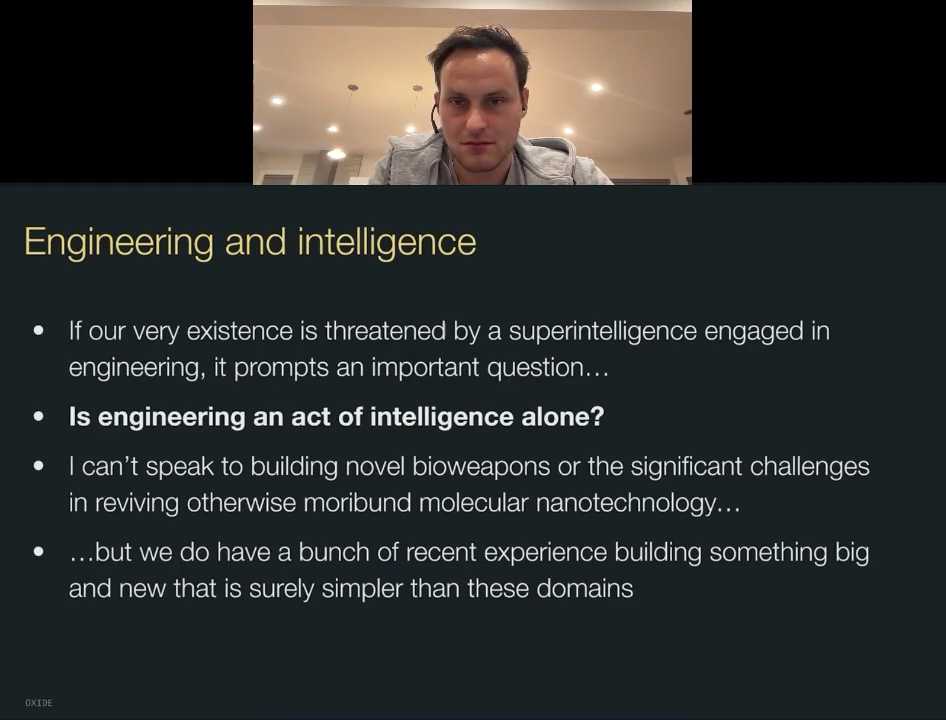 Engineering and intelligence
• If our very existence is threatened by a superintelligence engaged in
engineering, it prompts an important question…
• Is engineering an act of intelligence alone?
• I can’t speak to building novel bioweapons or the significant challenges
in reviving otherwise moribund molecular nanotechnology…
• …but we do have a bunch of recent experience building something big
and new that is surely simpler than these domains
OXIDE